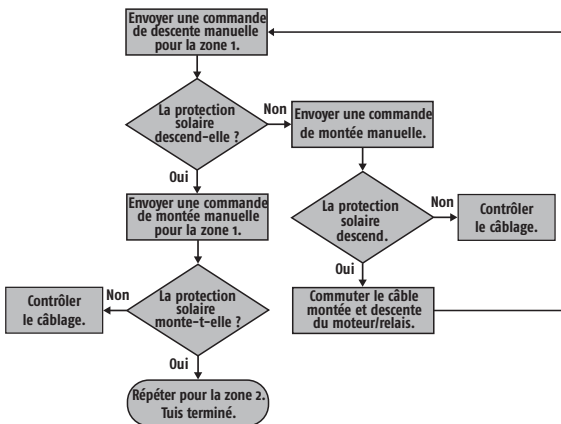 Envoyer une commande
de descente manuelle
pour la zone 1.
La protection
solaire
descend-elle ?
Non
Envoyer une commande
de montée manuelle.
Oui
Envoyer une commande
de montée manuelle
pour la zone 1.
La protection
solaire
descend.
Non
Contrôler
le câblage.
Oui
Contrôler
le câblage.
Non
La protection
solaire
monte-t-elle ?
Commuter le câble
montée et descente
du moteur/relais.
Oui
Répéter pour la zone 2.
Tuis terminé.